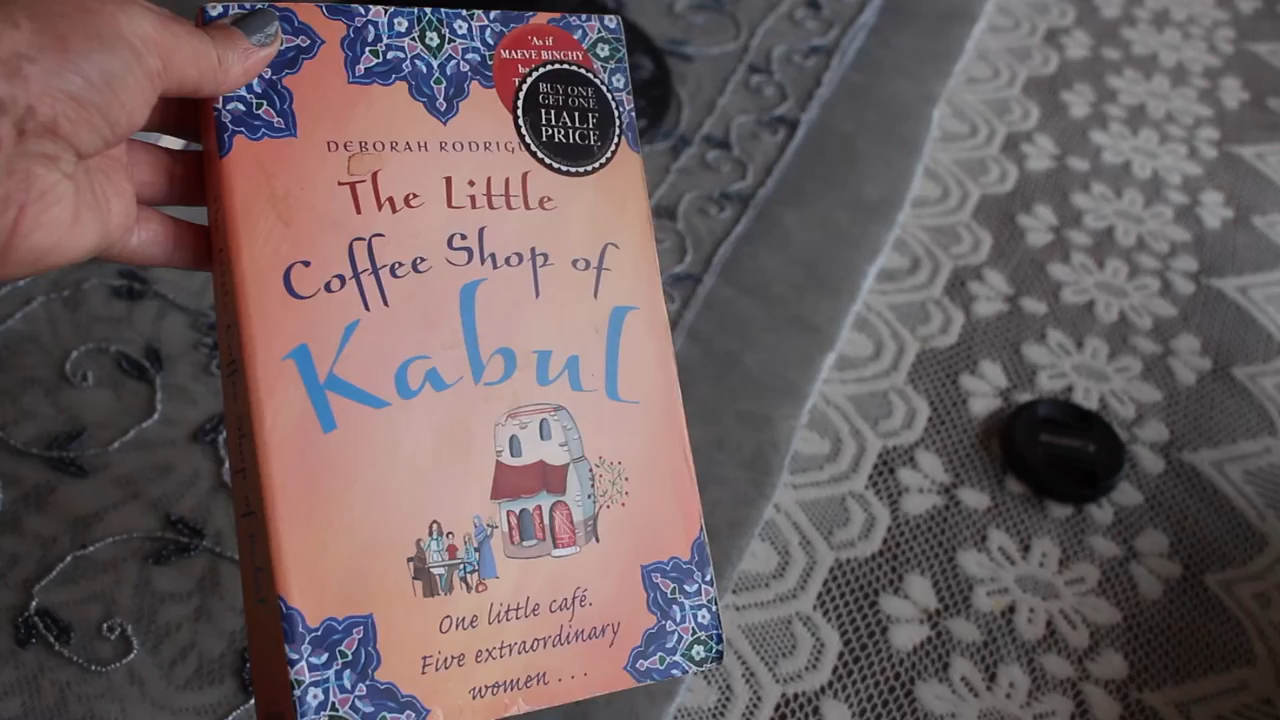 'As if
MAEVE BINCHY
BUY ONE
GET ONE
HALF
PRICE
DEBORAH RODRIGU
The Little
Coffee Shop of
Kabul
One little café.
Five extraordinary
women . . .